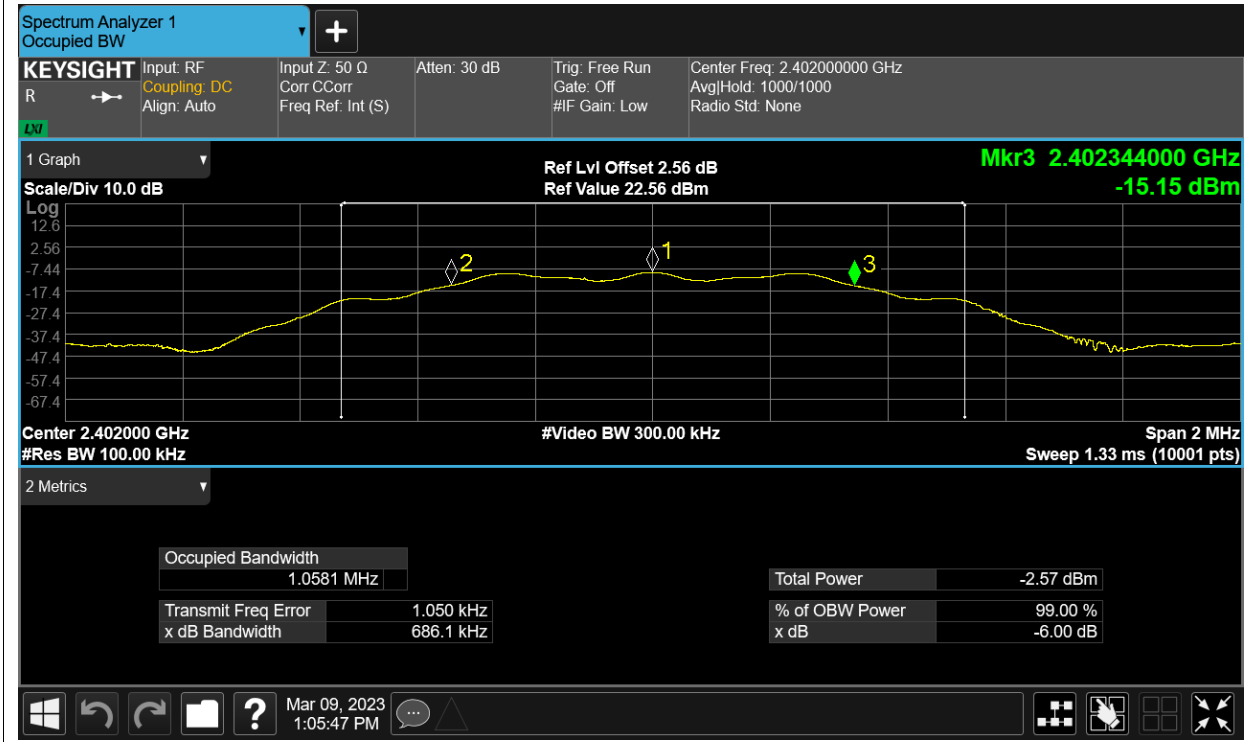 Spectrum Analyzer 1
Occupied BW
KEYSIGHT
R
LXI
Input: RF
Coupling: DC
Align: Auto
Input Z: 50 Ω
Corr CCorr
Freq Ref: Int (S)
Atten: 30 dB
Trig: Free Run
Gate: Off
#IF Gain: Low
Center Freq: 2.402000000 GHz
Avg|Hold: 1000/1000
Radio Std: None
1 Graph
Scale/Div 10.0 dB
Ref Lvl Offset 2.56 dB
Ref Value 22.56 dBm
Mkr3 2.402344000 GHz
-15.15 dBm
Log
12.6
2.56
-7.44
-17.4
-27.4
-37.4
-47.4
-57.4
-67.4
2
1
3
Center 2.402000 GHz
#Video BW 300.00 kHz
Span 2 MHz
#Res BW 100.00 kHz
Sweep 1.33 ms (10001 pts)
2 Metrics
Occupied Bandwidth
1.0581 MHz
Total Power -2.57 dBm
Transmit Freq Error 1.050 kHz
% of OBW Power 99.00 %
x dB Bandwidth 686.1 kHz
x dB -6.00 dB
?
Mar 09, 2023
1:05:47 PM